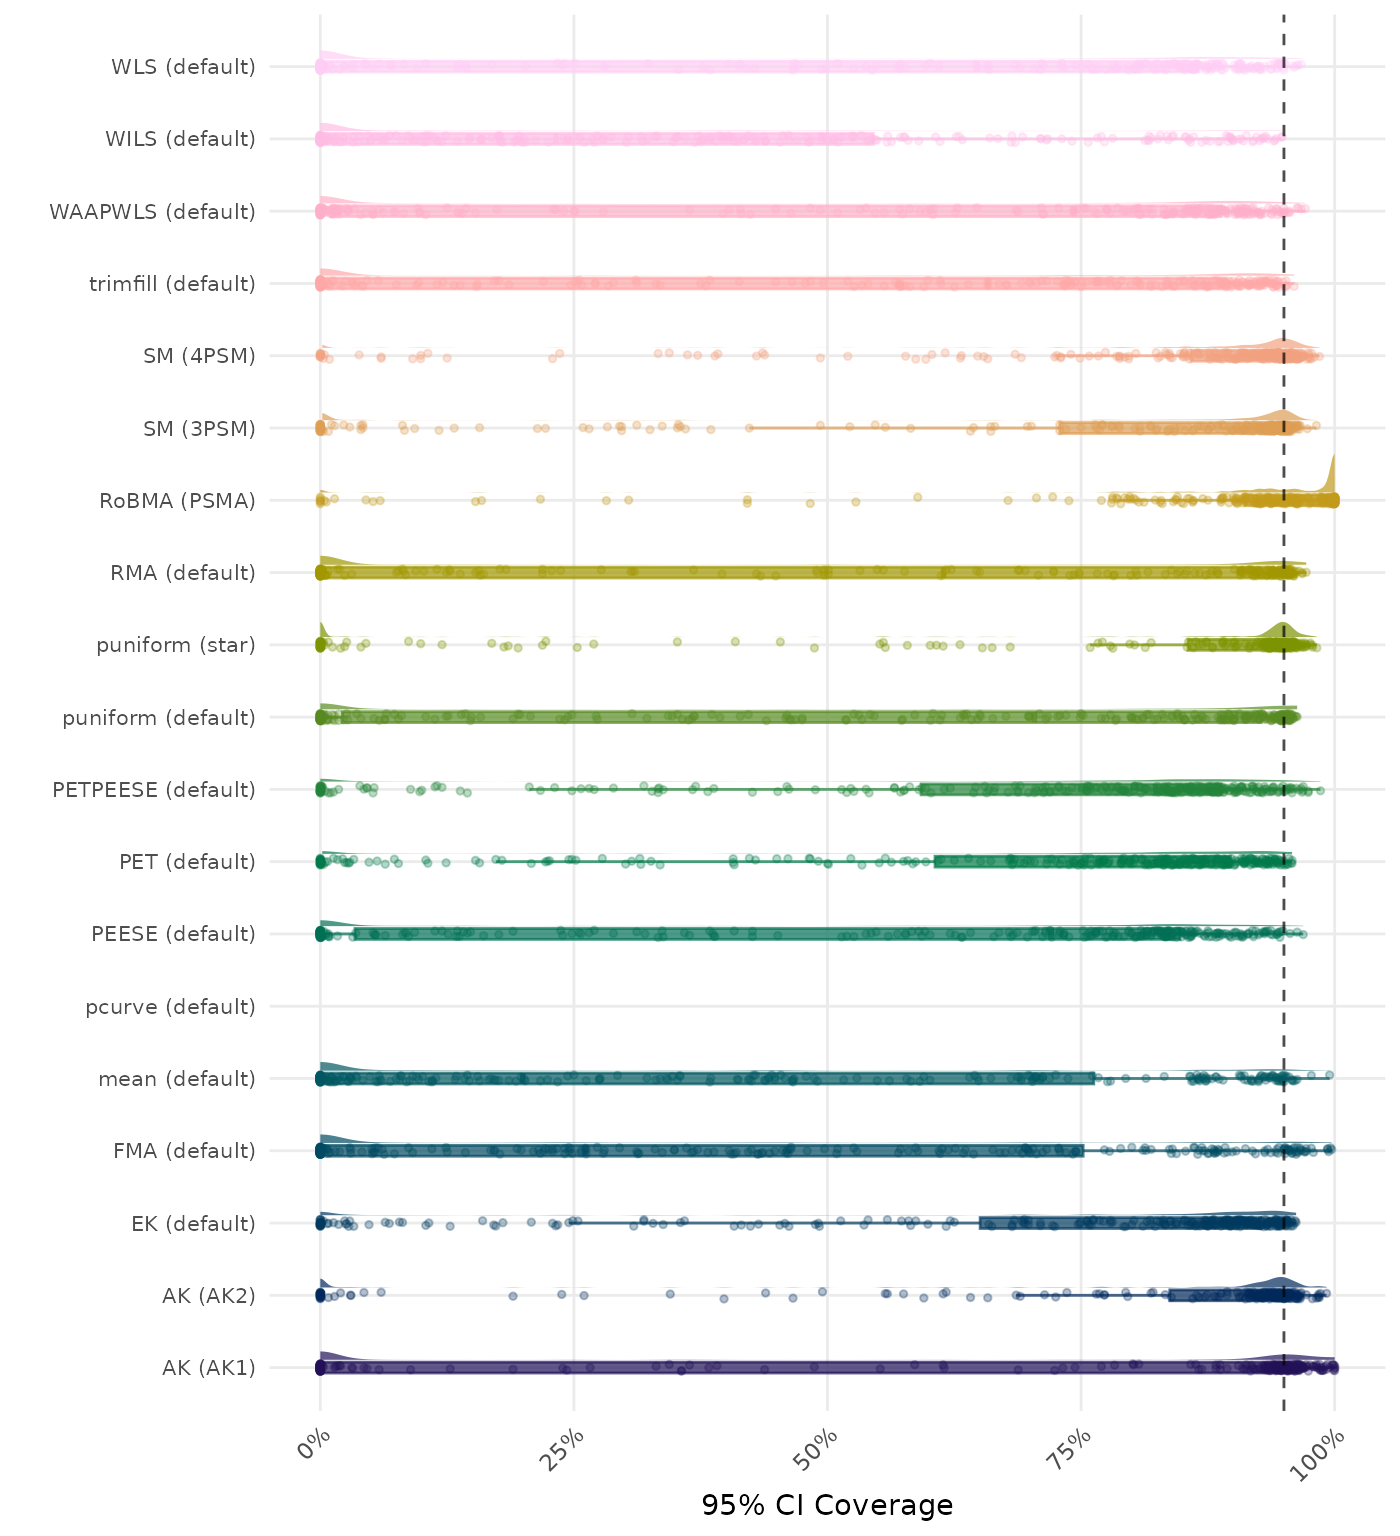 WLS (default)
WILS (default)
WAAPWLS (default)
trimfill (default)
SM (4PSM)
SM (3PSM)
RoBMA (PSMA)
RMA (default)
puniform (star)
puniform (default)
PETPEESE (default)
PET (default)
PEESE (default)
pcurve (default)
mean (default)
FMA (default)
EK (default)
AK (AK2)
AK (AK1)
0%
25%
50%
75%
100%
95% CI Coverage